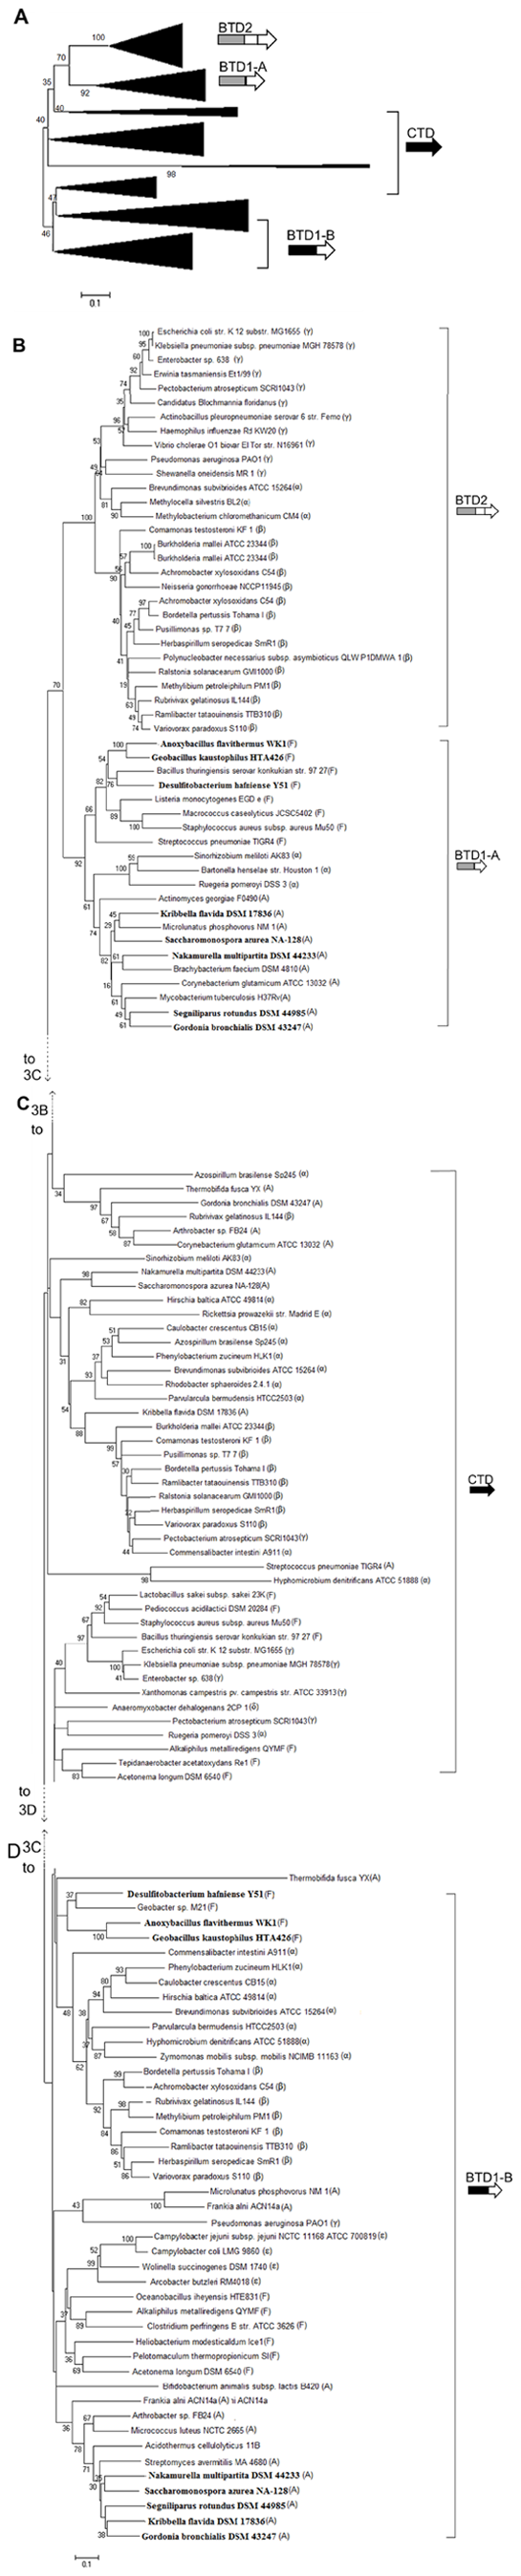 A
100
BTD2
70
BTD1-A
35
92
40
40
CTD
98
47
46
BTD1-B
0.1
B
Escherichia coli str. K 12 substr. MG1655 (γ)
Klebsiella pneumoniae subsp. pneumoniae MGH 78578 (γ)
Enterobacter sp. 638 (γ)
Erwinia tasmaniensis Et1/99 (γ)
Pectobacterium atrosepticum SCRI1043 (γ)
Candidatus Blochmannia floridanus (γ)
Actinobacillus pleuropneumoniae serovar 6 str. Femo (γ)
Haemophilus influenzae Rd KW20 (γ)
Vibrio cholerae O1 biovar El Tor str. N16961 (γ)
Pseudomonas aeruginosa PAO1 (γ)
Shewanella oneidensis MR 1 (γ)
Brevundimonas subvibrioides ATCC 15264 (α)
Methylocella silvestris BL2(α)
Methylobacterium chloromethanicum CM4 (α)
Comamonas testosteroni KF 1 (β)
Burkholderia mallei ATCC 23344 (β)
Burkholderia mallei ATCC 23344 (β)
Achromobacter xylosoxidans C54 (β)
Neisseria gonorrhoeae NCCP11945 (β)
Achromobacter xylosoxidans C54 (β)
Bordetella pertussis Tohama I (β)
Pusillimonas sp. T7 7 (β)
Herbaspirillum seropedicae SmR1 (β)
Polynucleobacter necessarius subsp. asymbioticus QLW P1DMWA 1 (β)
Ralstonia solanacearum GMI1000 (β)
Methylibium petroleiphilum PM1 (β)
Rubrivivax gelatinosus IL144 (β)
Ramlibacter tataouinensis TTB310 (β)
Variovorax paradoxus S110 (β)
BTD2
Anoxybacillus flavithermus WK1 (F)
Geobacillus kaustophilus HTA426 (F)
Bacillus thuringiensis serovar konkukian str. 97 27(F)
Desulfitobacterium hafniense Y51 (F)
Listeria monocytogenes EGD e (F)
Macrococcus caseolyticus JCSC5402 (F)
Staphylococcus aureus subsp. aureus Mu50 (F)
Streptococcus pneumoniae TIGR4 (F)
Sinorhizobium meliloti AK83 (α)
Bartonella henselae str. Houston 1 (α)
Ruegeria pomeroyi DSS 3 (α)
Actinomyces georgiae F0490 (A)
Kribbella flavida DSM 17836 (A)
Microlunatus phosphovorus NM 1 (A)
Saccharomonospora azurea NA-128 (A)
Nakamurella multipartita DSM 44233 (A)
Brachybacterium faecium DSM 4810 (A)
Corynebacterium glutamicum ATCC 13032 (A)
Mycobacterium tuberculosis H37Rv(A)
Segniliparus rotundus DSM 44985 (A)
Gordonia bronchialis DSM 43247 (A)
BTD1-A
to
3C
C
3B
to
Azospirillum brasilense Sp245 (α)
Thermobifida fusca YX (A)
Gordonia bronchialis DSM 43247 (A)
Rubrivivax gelatinosus IL144 (β)
Arthrobacter sp. FB24 (A)
Corynebacterium glutamicum ATCC 13032 (A)
Sinorhizobium meliloti AK83 (α)
Nakamurella multipartita DSM 44233 (A)
Saccharomonospora azurea NA-128(A)
Hirschia baltica ATCC 49814 (α)
Rickettsia prowazekii str. Madrid E (α)
Caulobacter crescentus CB15 (α)
Azospirillum brasilense Sp245 (α)
Phenylobacterium zucineum HLK1 (α)
Brevundimonas subvibrioides ATCC 15264 (α)
Rhodobacter sphaeroides 2.4.1 (α)
Parvularcula bermudensis HTCC2503 (α)
Kribbella flavida DSM 17836 (A)
Burkholderia mallei ATCC 23344 (β)
Comamonas testosteroni KF 1 (β)
Pusillimonas sp. T7 7 (β)
Bordetella pertussis Tohama I (β)
Ramlibacter tataouinensis TTB310 (β)
Ralstonia solanacearum GMI1000 (β)
Herbaspirillum seropedicae SmR1(β)
Variovorax paradoxus S110 (β)
Pectobacterium atrosepticum SCRI1043(γ)
Commensalibacter intestini A911 (α)
CTD
Streptococcus pneumoniae TIGR4 (A)
Hyphomicrobium denitrificans ATCC 51888 (α)
Lactobacillus sakei subsp. sakei 23K (F)
Pediococcus acidilactici DSM 20284 (F)
Staphylococcus aureus subsp. aureus Mu50 (F)
Bacillus thuringiensis serovar konkukian str. 97 27 (F)
Escherichia coli str. K 12 substr. MG1655 (γ)
Klebsiella pneumoniae subsp. pneumoniae MGH 78578(γ)
Enterobacter sp. 638 (γ)
Xanthomonas campestris pv. campestris str. ATCC 33913 (γ)
Anaeromyxobacter dehalogenans 2CP 1 (δ)
Pectobacterium atrosepticum SCRI1043 (γ)
Ruegeria pomeroyi DSS 3 (α)
Alkaliphilus metalliredigens QYMF (F)
Tepidanaerobacter acetatoxydans Re1 (F)
Acetonema longum DSM 6540 (F)
to
3D
D
3C
to
Thermobifida fusca YX(A)
Desulfitobacterium hafniense Y51 (F)
Geobacter sp. M21 (F)
Anoxybacillus flavithermus WK1 (F)
Geobacillus kaustophilus HTA426 (F)
Commensalibacter intestini A911 (α)
Phenylobacterium zucineum HLK1 (α)
Caulobacter crescentus CB15 (α)
Hirschia baltica ATCC 49814 (α)
Brevundimonas subvibrioides ATCC 15264 (α)
Parvularcula bermudensis HTCC2503 (α)
Hyphomicrobium denitrificans ATCC 51888(α)
Zymomonas mobilis subsp. mobilis NCIMB 11163 (α)
Bordetella pertussis Tohama I (β)
Achromobacter xylosoxidans C54 (β)
Rubrivivax gelatinosus IL144 (β)
Methylibium petroleiphilum PM1 (β)
Comamonas testosteroni KF 1 (β)
Ramlibacter tataouinensis TTB310 (β)
Herbaspirillum seropedicae SmR1 (β)
Variovorax paradoxus S110 (β)
BTD1-B
Microlunatus phosphovorus NM 1 (A)
Frankia alni ACN14a (A)
Pseudomonas aeruginosa PAO1 (γ)
Campylobacter jejuni subsp. jejuni NCTC 11168 ATCC 700819 (ε)
Campylobacter coli LMG 9860 (ε)
Wolinella succinogenes DSM 1740 (ε)
Arcobacter butzleri RM4018 (ε)
Oceanobacillus iheyensis HTE831 (F)
Alkaliphilus metalliredigens QYMF (F)
Clostridium perfringens B str. ATCC 3626 (F)
Heliobacterium modesticaldum Ice1 (F)
Pelotomaculum thermopropionicum SI(F)
Acetonema longum DSM 6540 (F)
Bifidobacterium animalis subsp. lactis B420 (A)
Frankia alni ACN14a (A) ni ACN14a
Arthrobacter sp. FB24 (A)
Micrococcus luteus NCTC 2665 (A)
Acidothermus cellulolyticus 11B
Streptomyces avermitilis MA 4680 (A)
Nakamurella multipartita DSM 44233 (A)
Saccharomonospora azurea NA-128 (A)
Segniliparus rotundus DSM 44985 (A)
Kribbella flavida DSM 17836 (A)
Gordonia bronchialis DSM 43247 (A)
0.1